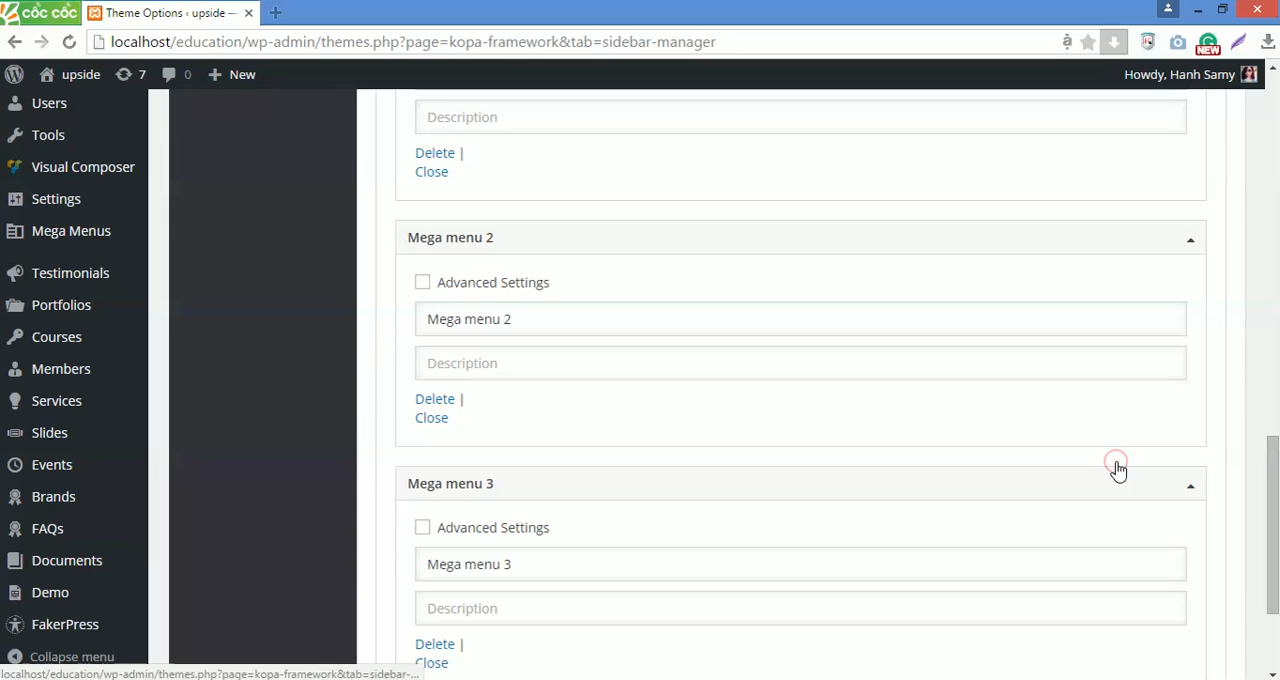 cốc cốc
Theme Options ‹ upside —
localhost/education/wp-admin/themes.php?page=kopa-framework&tab=sidebar-manager
NEW
upside 7 0 New
Howdy, Hanh Samy
Users
Tools
Visual Composer
Settings
Mega Menus
Testimonials
Portfolios
Courses
Members
Services
Slides
Events
Brands
FAQs
Documents
Demo
FakerPress
Collapse menu
Description
Delete |
Close
Mega menu 2
Advanced Settings
Mega menu 2
Description
Delete |
Close
Mega menu 3
Advanced Settings
Mega menu 3
Description
Delete |
Close
localhost/education/wp-admin/themes.php?page=kopa-framework&tab=sidebar-...